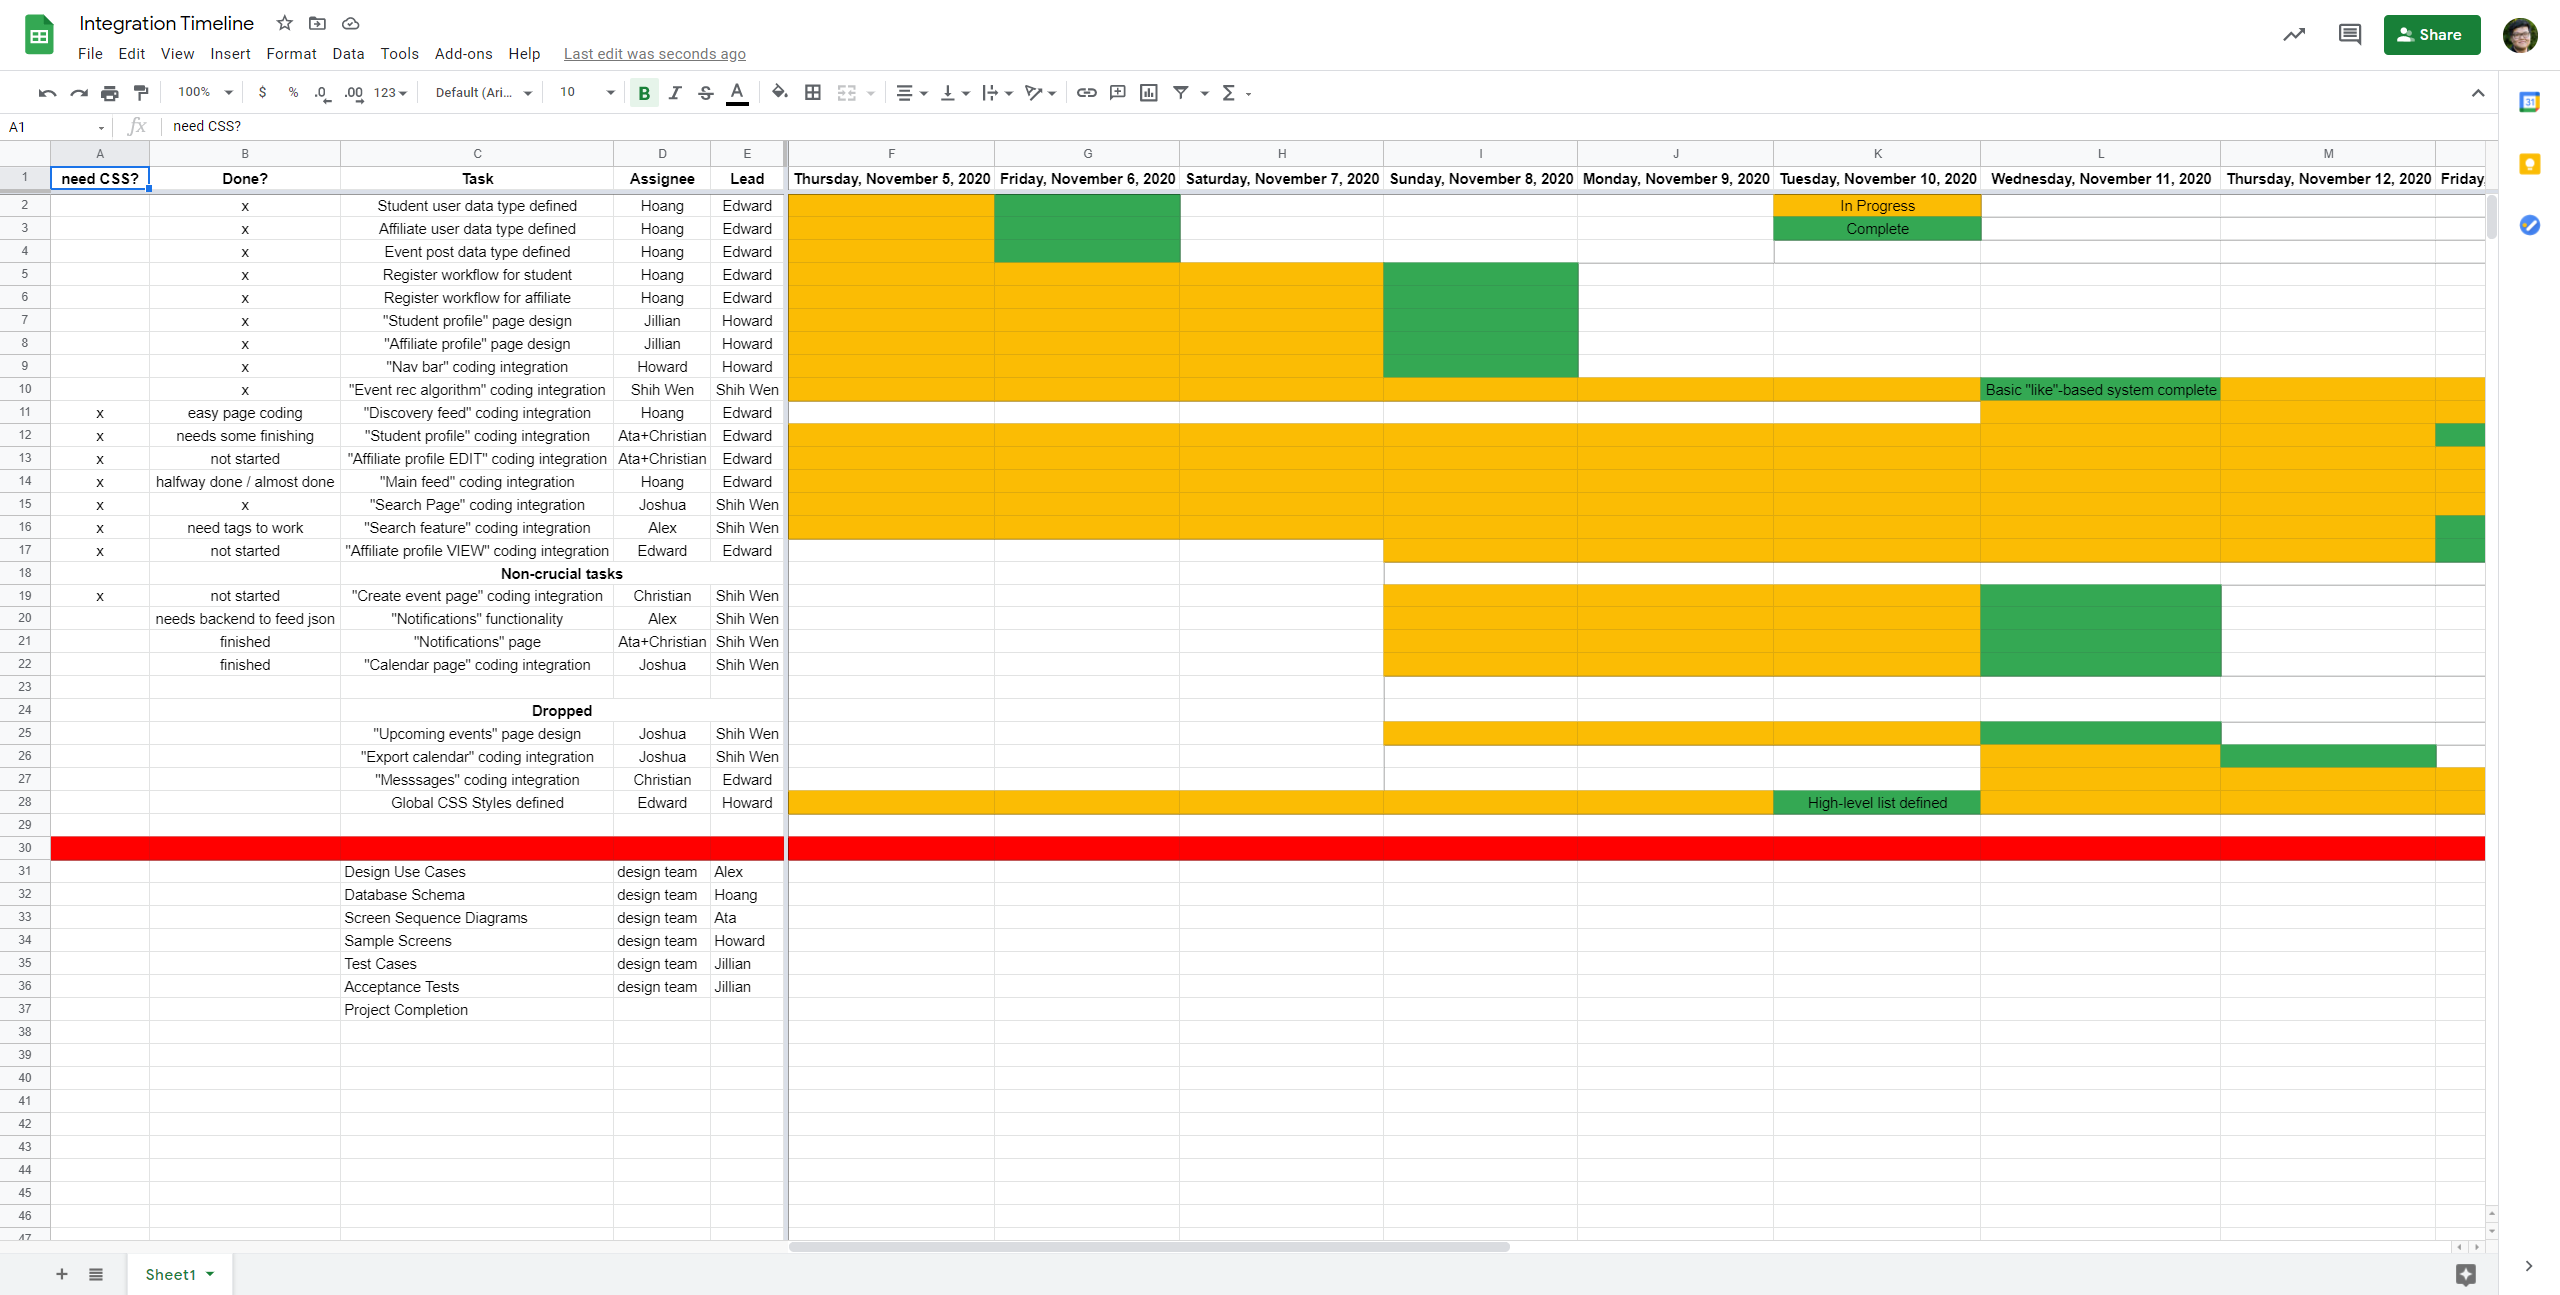 Integration Timeline
File Edit View Insert Format Data Tools Add-ons Help Last edit was seconds ago
Share
100% $ % .0 .00 123 Default (Ari... 10 B I S A
31
A1 fx need CSS?
A B C D E F G H I J K L M
1 need CSS? Done? Task Assignee Lead Thursday, November 5, 2020 Friday, November 6, 2020 Saturday, November 7, 2020 Sunday, November 8, 2020 Monday, November 9, 2020 Tuesday, November 10, 2020 Wednesday, November 11, 2020 Thursday, November 12, 2020 Friday,
2 x Student user data type defined Hoang Edward In Progress
3 x Affiliate user data type defined Hoang Edward Complete
4 x Event post data type defined Hoang Edward
5 x Register workflow for student Hoang Edward
6 x Register workflow for affiliate Hoang Edward
7 x "Student profile" page design Jillian Howard
8 x "Affiliate profile" page design Jillian Howard
9 x "Nav bar" coding integration Howard Howard
10 x "Event rec algorithm" coding integration Shih Wen Shih Wen Basic "like"-based system complete
11 x easy page coding "Discovery feed" coding integration Hoang Edward
12 x needs some finishing "Student profile" coding integration Ata+Christian Edward
13 x not started "Affiliate profile EDIT" coding integration Ata+Christian Edward
14 x halfway done / almost done "Main feed" coding integration Hoang Edward
15 x x "Search Page" coding integration Joshua Shih Wen
16 x need tags to work "Search feature" coding integration Alex Shih Wen
17 x not started "Affiliate profile VIEW" coding integration Edward Edward
18 Non-crucial tasks
19 x not started "Create event page" coding integration Christian Shih Wen
20 needs backend to feed json "Notifications" functionality Alex Shih Wen
21 finished "Notifications" page Ata+Christian Shih Wen
22 finished "Calendar page" coding integration Joshua Shih Wen
23
24 Dropped
25 "Upcoming events" page design Joshua Shih Wen
26 "Export calendar" coding integration Joshua Shih Wen
27 "Messsages" coding integration Christian Edward
28 Global CSS Styles defined Edward Howard High-level list defined
29
30
31 Design Use Cases design team Alex
32 Database Schema design team Hoang
33 Screen Sequence Diagrams design team Ata
34 Sample Screens design team Howard
35 Test Cases design team Jillian
36 Acceptance Tests design team Jillian
37 Project Completion
38
39
40
41
42
43
44
45
46
47
Sheet1